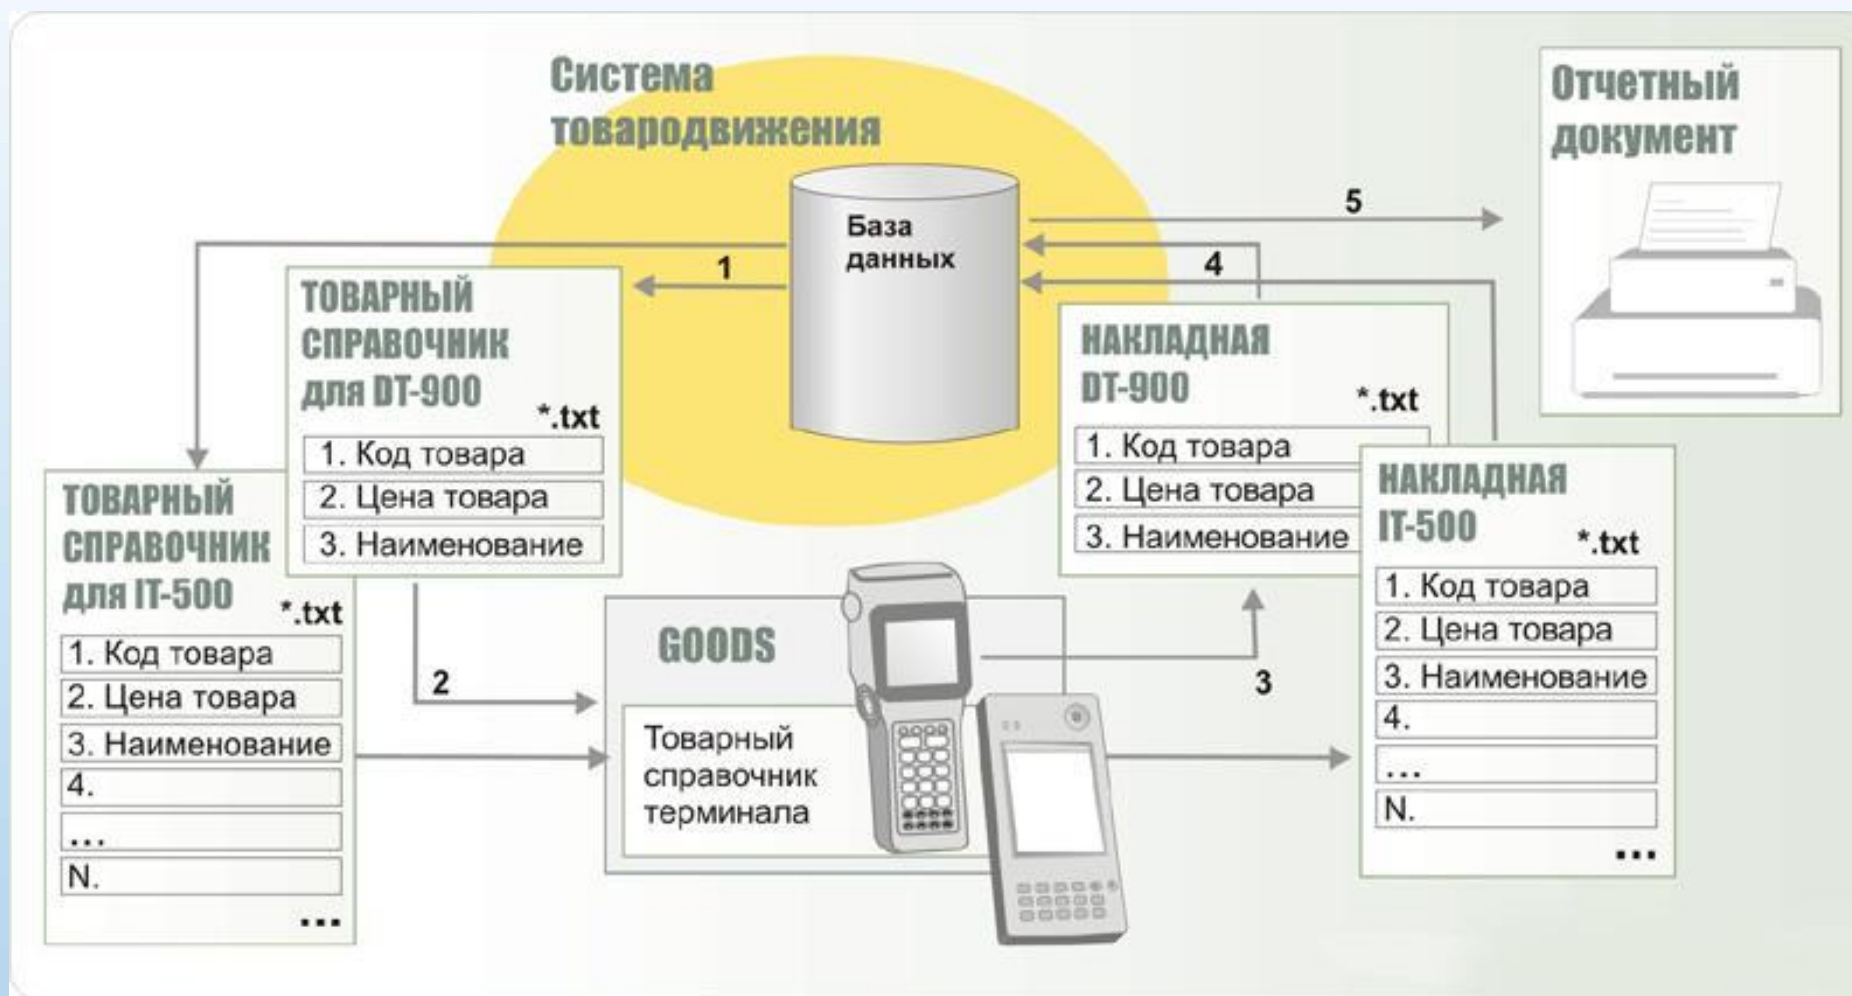 Система
товародвижения
База
данных
Отчетный
документ
5
1
4
ТОВАРНЫЙ
СПРАВОЧНИК
для DT-900
*.txt
1. Код товара
2. Цена товара
3. Наименование
ТОВАРНЫЙ
СПРАВОЧНИК
для IT-500
*.txt
1. Код товара
2. Цена товара
3. Наименование
4.
...
N.
...
2
GOODS
Товарный
справочник
терминала
3
НАКЛАДНАЯ
DT-900
*.txt
1. Код товара
2. Цена товара
3. Наименование
НАКЛАДНАЯ
IT-500
*.txt
1. Код товара
2. Цена товара
3. Наименование
4.
...
N.
...